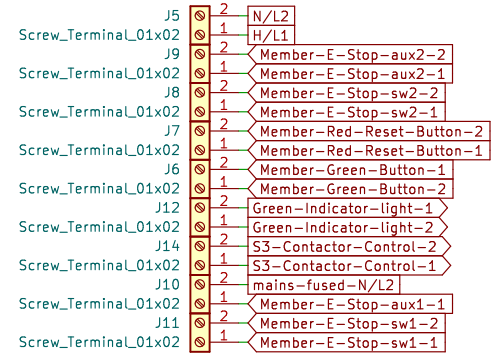 J5 2 N/L2
Screw_Terminal_01x02 1 H/L1
J9 2 Member-E-Stop-aux2-2
Screw_Terminal_01x02 1 Member-E-Stop-aux2-1
J8 2 Member-E-Stop-sw2-2
Screw_Terminal_01x02 1 Member-E-Stop-sw2-1
J7 2 Member-Red-Reset-Button-2
Screw_Terminal_01x02 1 Member-Red-Reset-Button-1
J6 2 Member-Green-Button-1
Screw_Terminal_01x02 1 Member-Green-Button-2
J12 2 Green-Indicator-light-1
Screw_Terminal_01x02 1 Green-Indicator-light-2
J14 2 S3-Contactor-Control-2
Screw_Terminal_01x02 1 S3-Contactor-Control-1
J10 2 mains-fused-N/L2
Screw_Terminal_01x02 1 Member-E-Stop-aux1-1
J11 2 Member-E-Stop-sw1-2
Screw_Terminal_01x02 1 Member-E-Stop-sw1-1